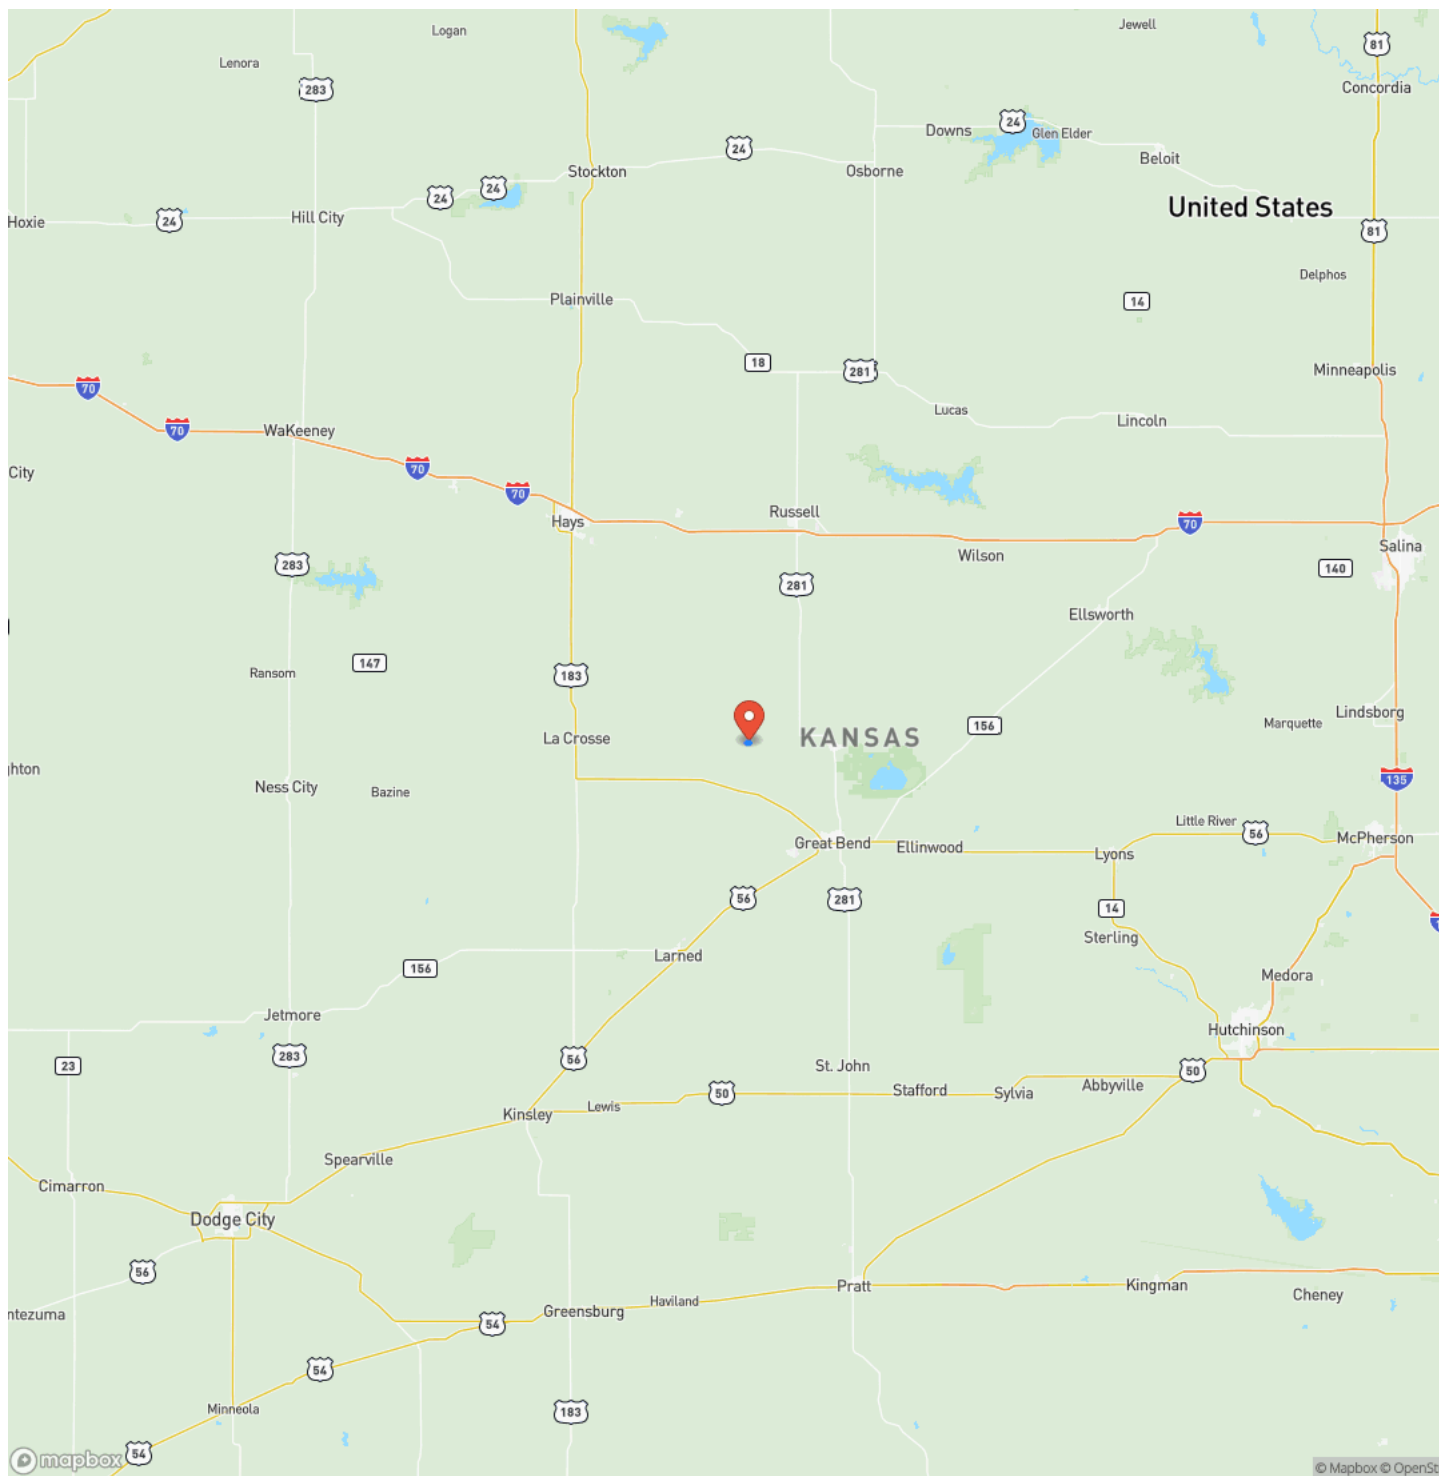 Logan
Jewell
81
Lenora
283
Concordia
24
Downs
Glen Elder
24
Beloit
Stockton
Osborne
24
24
Hoxie
24
Hill City
United States
81
Delphos
Plainville
14
18
281
Minneapolis
70
Lucas
Lincoln
70
WaKeeney
70
City
70
Russell
Hays
70
Salina
Wilson
283
140
281
Ellsworth
147
Ransom
183
Lindsborg
Marquette
156
La Crosse
KANSAS
ghton
135
Ness City
Bazine
Little River
56
McPherson
Great Bend
Ellinwood
Lyons
56
281
14
Sterling
Larned
156
Medora
Jetmore
Hutchinson
283
56
23
St. John
50
50
Stafford
Sylvia
Abbyville
Lewis
Kinsley
Spearville
Cimarron
Dodge City
56
Pratt
Kingman
Cheney
Haviland
Greensburg
ntezuma
54
54
Minneola
183
54
mapbox
© Mapbox © OpenSt